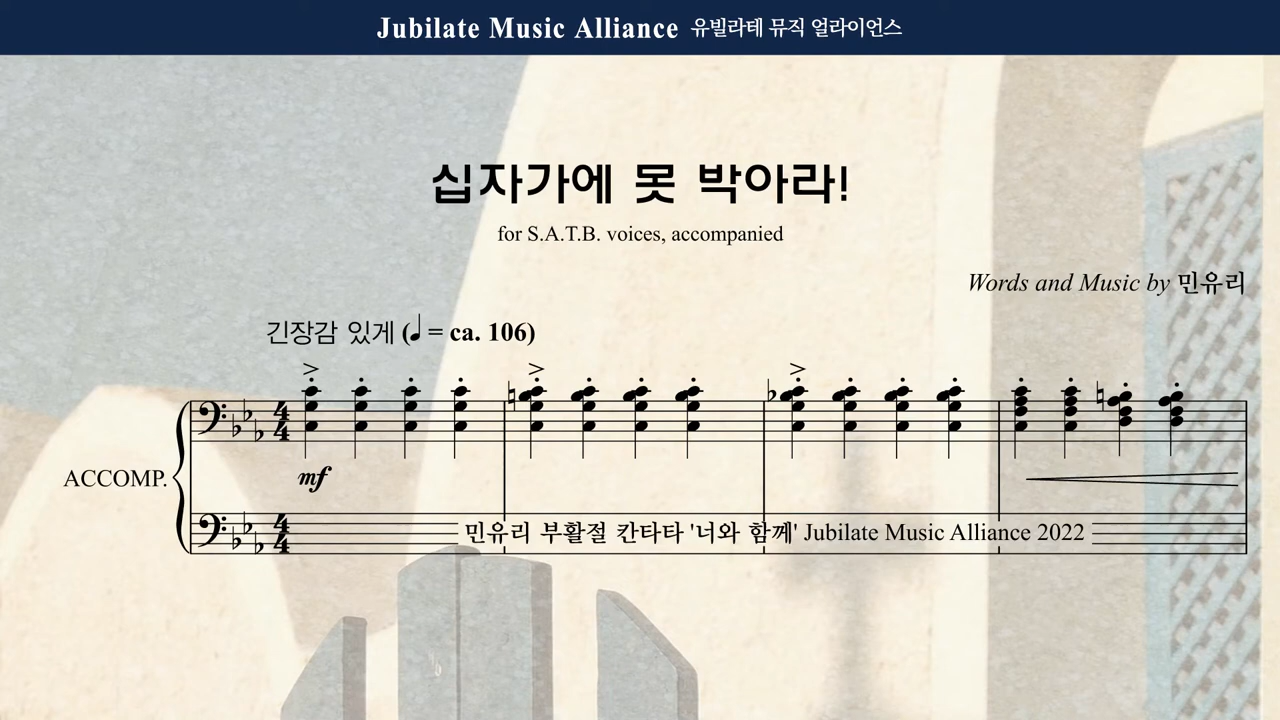 Jubilate Music Alliance 유빌라테 뮤직 얼라이언스
십자가에 못 박아라!
for S.A.T.B. voices, accompanied
Words and Music by 민유리
긴장감 있게 (♩ = ca. 106)
mf
ACCOMP.
민유리 부활절 칸타타 '너와 함께' Jubilate Music Alliance 2022